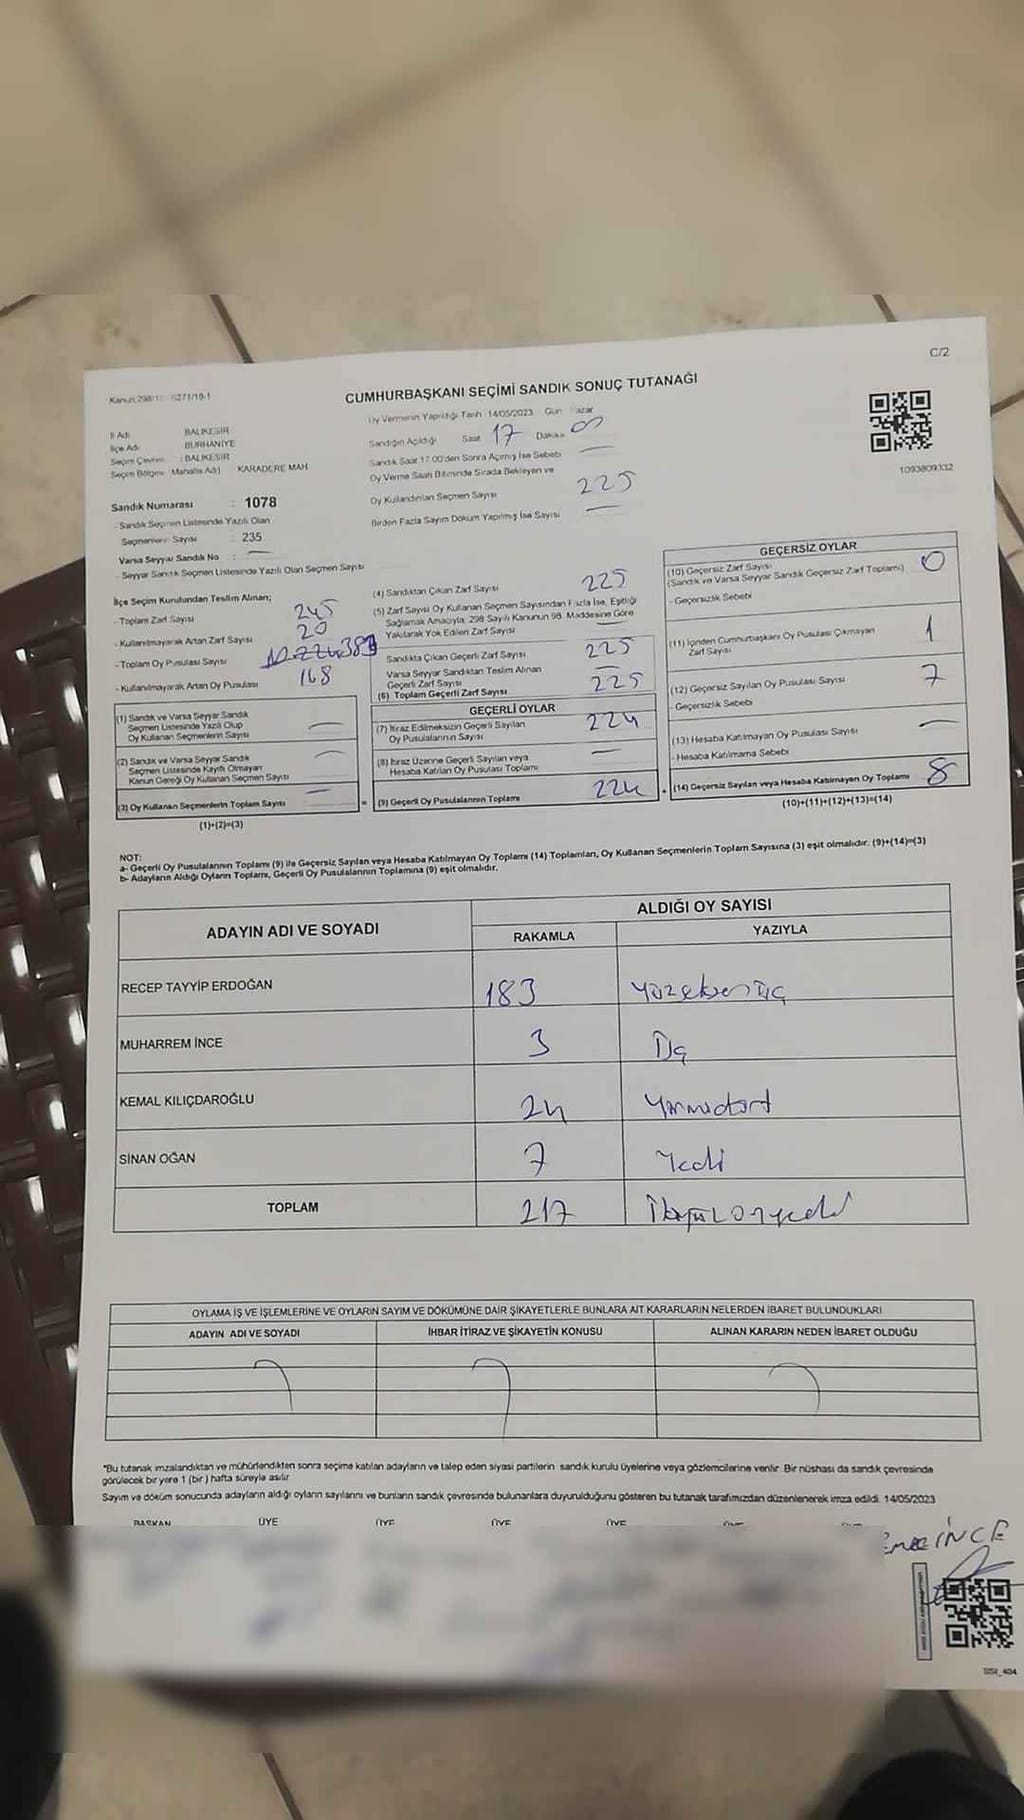 C/2
CUMHURBAŞKANI SEÇİMİ SANDIK SONUÇ TUTANAĞI
Oy Vermenin Yapıldığı Tarih :14/05/2023 Gün :Pazar
İl Adı BALIKESİR
İlçe Adı BURHANİYE
Seçim Çevresi : BALIKESİR
Seçim Bölgesi (Mahalle Adı) KARADERE MAH
Sandık Numarası : 1078
- Sandık Seçmen Listesinde Yazılı Olan
Seçmenlerin Sayısı : 235
Varsa Seyyar Sandık No :
- Seyyar Sandık Seçmen Listesinde Yazılı Olan Seçmen Sayısı
Sandığın Açıldığı Saat 17 Dakika
Sandık Saat 17.00'den Sonra Açılmış İse Sebebi
Oy Verme Saati Bitiminde Sırada Bekleyen ve
Oy Kullandırılan Seçmen Sayısı 225
Birden Fazla Sayım Döküm Yapılmış İse Sayısı
1093809332
İlçe Seçim Kurulundan Teslim Alınan;
- Toplam Zarf Sayısı 245
- Kullanılmayarak Artan Zarf Sayısı 20
- Toplam Oy Pusulası Sayısı
- Kullanılmayarak Artan Oy Pusulası 168
(1) Sandık ve Varsa Seyyar Sandık
Seçmen Listesinde Yazılı Olup
Oy Kullanan Seçmenlerin Sayısı
(2) Sandık ve Varsa Seyyar Sandık
Seçmen Listesinde Kayıtlı Olmayan
Kanun Gereği Oy Kullanan Seçmen Sayısı
(3) Oy Kullanan Seçmenlerin Toplam Sayısı
(1)+(2)=(3)
(4) Sandıktan Çıkan Zarf Sayısı 225
(5) Zarf Sayısı Oy Kullanan Seçmen Sayısından Fazla İse, Eşitliği
Sağlamak Amacıyla, 298 Sayılı Kanunun 98. Maddesine Göre
Yakılarak Yok Edilen Zarf Sayısı
Sandıkta Çıkan Geçerli Zarf Sayısı 225
Varsa Seyyar Sandıktan Teslim Alınan
Geçerli Zarf Sayısı
(6) Toplam Geçerli Zarf Sayısı 225
GEÇERLİ OYLAR
(7) İtiraz Edilmeksizin Geçerli Sayılan
Oy Pusulalarının Sayısı 224
(8) İtiraz Üzerine Geçerli Sayılan veya
Hesaba Katılan Oy Pusulası Toplamı
= (9) Geçerli Oy Pusulalarının Toplamı 224 +
GEÇERSİZ OYLAR
(10) Geçersiz Zarf Sayısı
(Sandık ve Varsa Seyyar Sandık Geçersiz Zarf Toplamı) 0
- Geçersizlik Sebebi
(11) İçinden Cumhurbaşkanı Oy Pusulası Çıkmayan
Zarf Sayısı 1
(12) Geçersiz Sayılan Oy Pusulası Sayısı 7
- Geçersizlik Sebebi
(13) Hesaba Katılmayan Oy Pusulası Sayısı
- Hesaba Katılmama Sebebi
(14) Geçersiz Sayılan veya Hesaba Katılmayan Oy Toplamı 8
(10)+(11)+(12)+(13)=(14)
NOT:
a- Geçerli Oy Pusulalarının Toplamı (9) ile Geçersiz Sayılan veya Hesaba Katılmayan Oy Toplamı (14) Toplamları, Oy Kullanan Seçmenlerin Toplam Sayısına (3) eşit olmalıdır. (9)+(14)=(3)
b- Adayların Aldığı Oyların Toplamı, Geçerli Oy Pusulalarının Toplamına (9) eşit olmalıdır.
ADAYIN ADI VE SOYADI ALDIĞI OY SAYISI
RAKAMLA YAZIYLA
RECEP TAYYİP ERDOĞAN 183 Yüzseksenüç
MUHARREM İNCE 3 Üç
KEMAL KILIÇDAROĞLU 24 Yirmidört
SİNAN OĞAN 7 Yedi
TOPLAM 217 İkiyüzonyedi
OYLAMA İŞ VE İŞLEMLERİNE VE OYLARIN SAYIM VE DÖKÜMÜNE DAİR ŞİKAYETLERLE BUNLARA AİT KARARLARIN NELERDEN İBARET BULUNDUKLARI
ADAYIN ADI VE SOYADI İHBAR İTİRAZ VE ŞİKAYETİN KONUSU ALINAN KARARIN NEDEN İBARET OLDUĞU
*Bu tutanak imzalandıktan ve mühürlendikten sonra seçime katılan adayların ve talep eden siyasi partilerin sandık kurulu üyelerine veya gözlemcilerine verilir. Bir nüshası da sandık çevresinde
görülecek bir yere 1 (bir) hafta süreyle asılır
Sayım ve döküm sonucunda adayların aldığı oyların sayılarını ve bunların sandık çevresinde bulunanlara duyurulduğunu gösteren bu tutanak tarafımızdan düzenlenerek imza edildi. 14/05/2023
BAŞKAN ÜYE ÜYE ÜYE ÜYE
İNCE